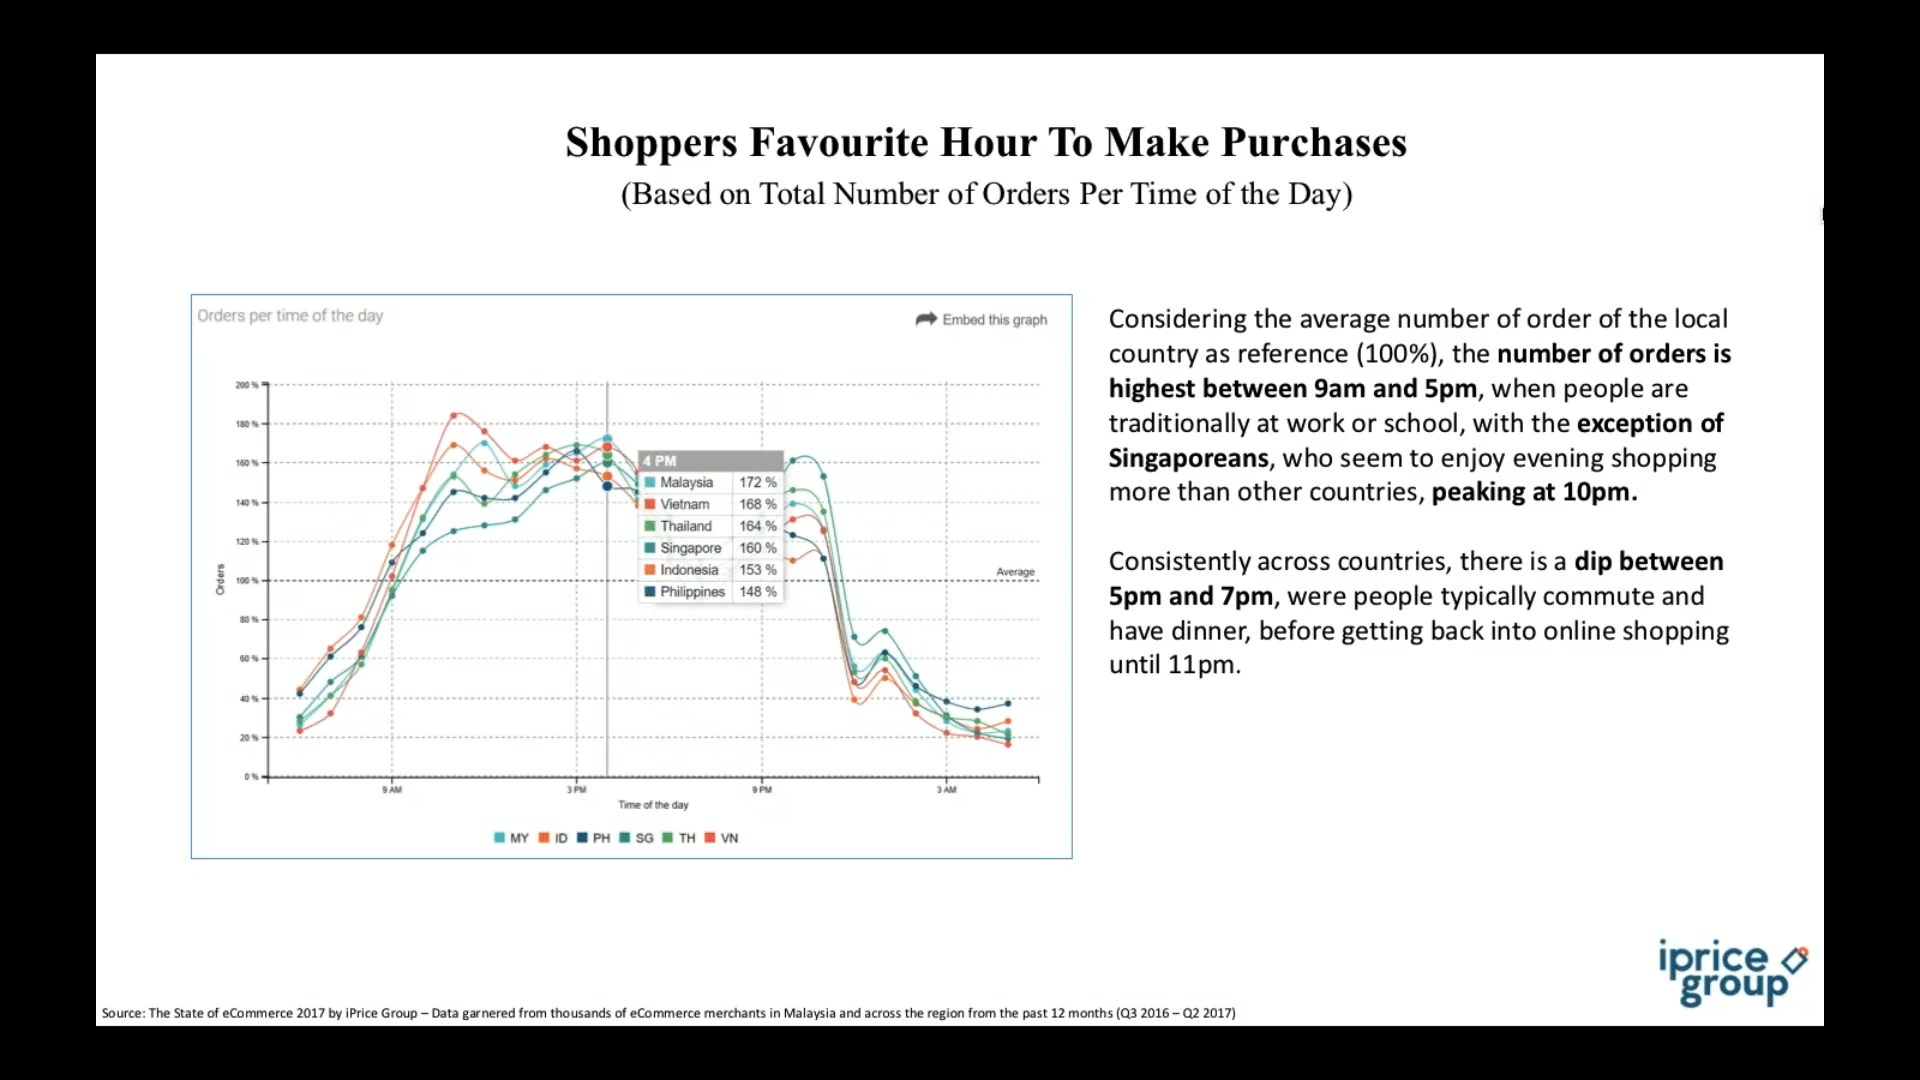 Shoppers Favourite Hour To Make Purchases
(Based on Total Number of Orders Per Time of the Day)
Orders per time of the day
Embed this graph
200 %
180 %
160 %
140 %
120 %
100 %
80 %
60 %
40 %
20 %
0 %
Orders
Average
4 PM
Malaysia 172 %
Vietnam 168 %
Thailand 164 %
Singapore 160 %
Indonesia 153 %
Philippines 148 %
9 AM 3 PM 9 PM 3 AM
Time of the day
MY ID PH SG TH VN
Considering the average number of order of the local
country as reference (100%), the number of orders is
highest between 9am and 5pm, when people are
traditionally at work or school, with the exception of
Singaporeans, who seem to enjoy evening shopping
more than other countries, peaking at 10pm.
Consistently across countries, there is a dip between
5pm and 7pm, were people typically commute and
have dinner, before getting back into online shopping
until 11pm.
iprice
group
Source: The State of eCommerce 2017 by iPrice Group – Data garnered from thousands of eCommerce merchants in Malaysia and across the region from the past 12 months (Q3 2016 – Q2 2017)